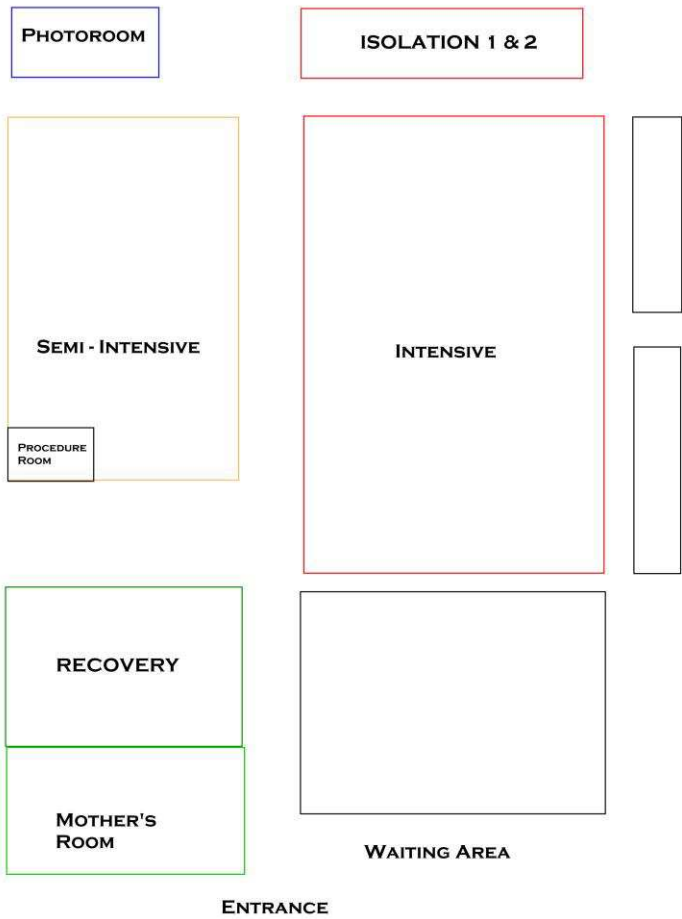 PHOTOROOM
ISOLATION 1 & 2
SEMI - INTENSIVE
INTENSIVE
PROCEDURE
ROOM
RECOVERY
MOTHER'S
ROOM
WAITING AREA
ENTRANCE